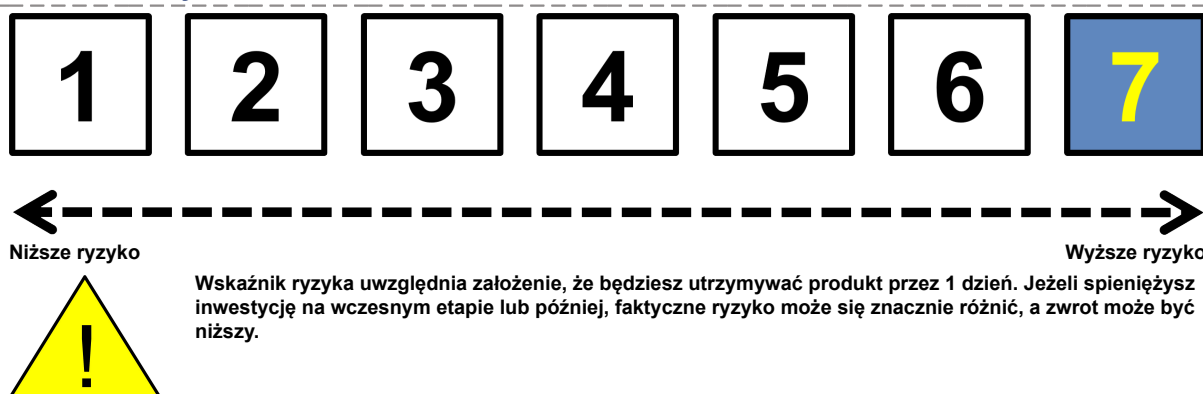 1 2 3 4 5 6 7
Niższe ryzyko Wyższe ryzyko
Wskaźnik ryzyka uwzględnia założenie, że będziesz utrzymywać produkt przez 1 dzień. Jeżeli spieniężysz
inwestycję na wczesnym etapie lub później, faktyczne ryzyko może się znacznie różnić, a zwrot może być
niższy.
!